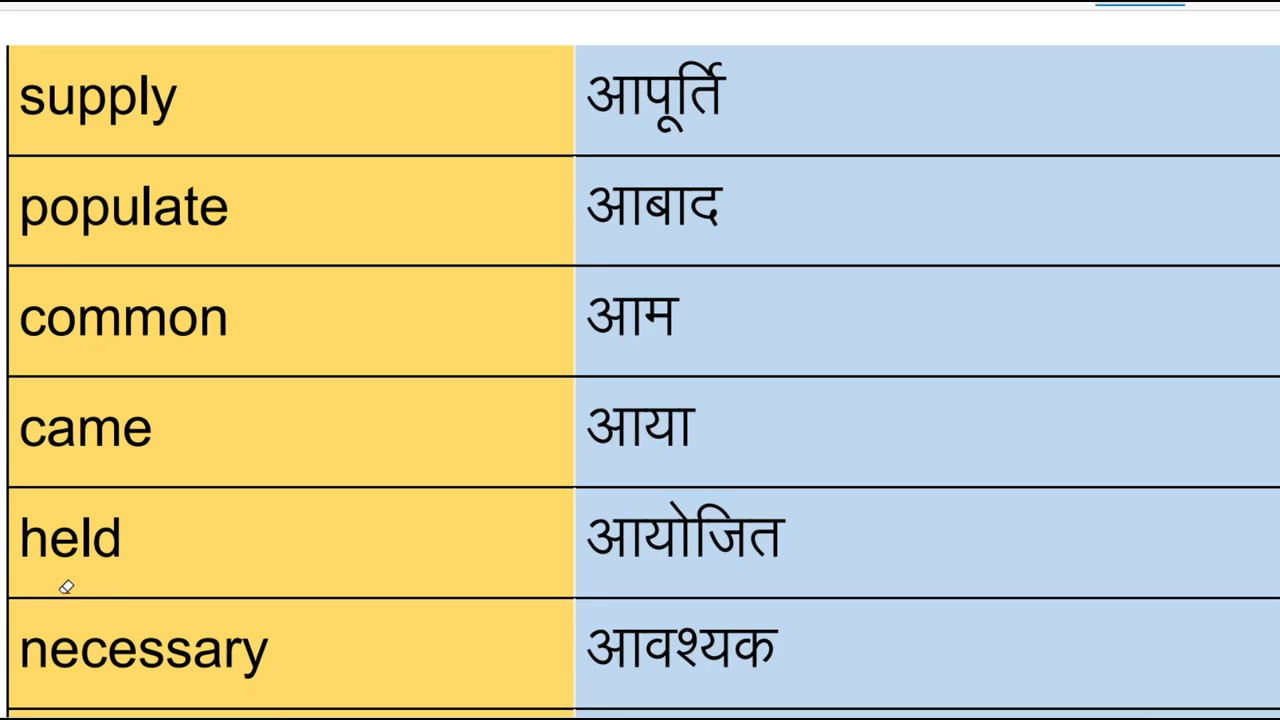 supply आपूर्ति
populate आबाद
common आम
came आया
held आयोजित
necessary आवश्यक